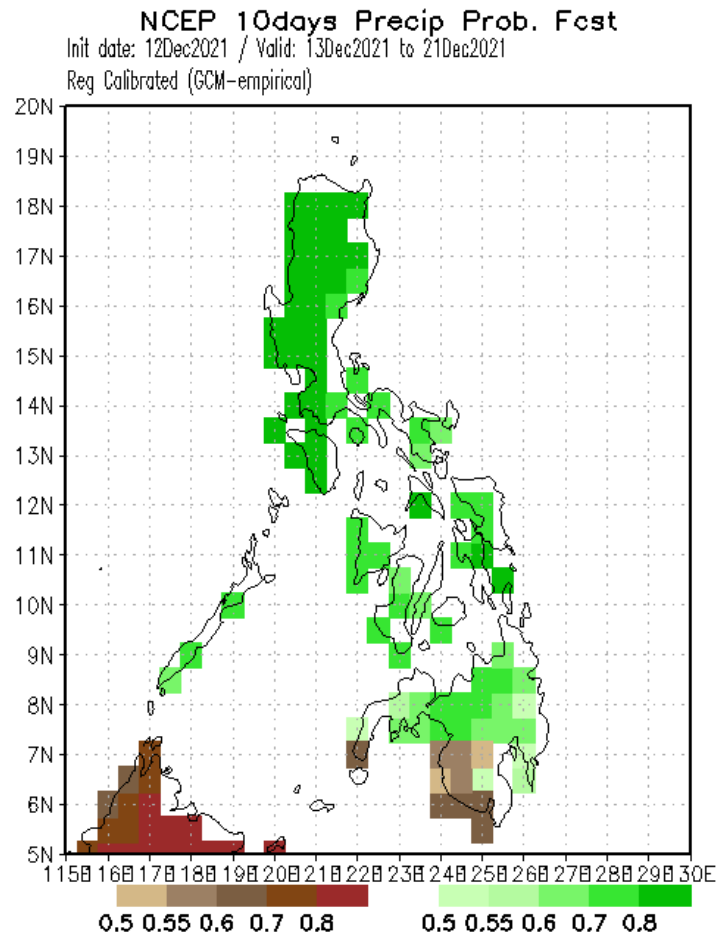 NCEP 10days Precip Prob. Fcst
Init date: 12Dec2021 / Valid: 13Dec2021 to 21Dec2021
Reg Calibrated (GCM-empirical)
20N
19N
18N
17N
16N
15N
14N
13N
12N
11N
10N
9N
8N
7N
6N
5N
115E 116E 117E 118E 119E 120E 121E 122E 123E 124E 125E 126E 127E 128E 129E 130E
0.5 0.55 0.6 0.7 0.8 0.5 0.55 0.6 0.7 0.8